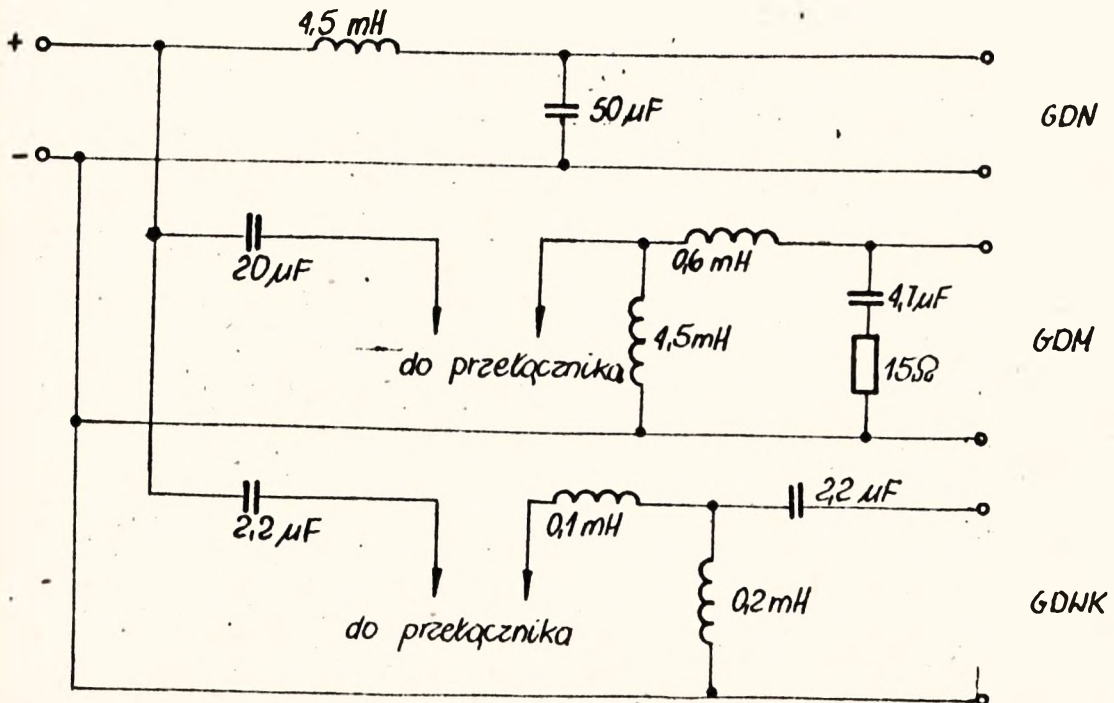 4,5 mH
+
50 µF
GDN
-
20 µF
0,6 mH
4,7 µF
4,5 mH
GDM
do przełącznika
15Ω
2,2 µF
2,2 µF
0,1 mH
0,2 mH
GDWK
do przełącznika